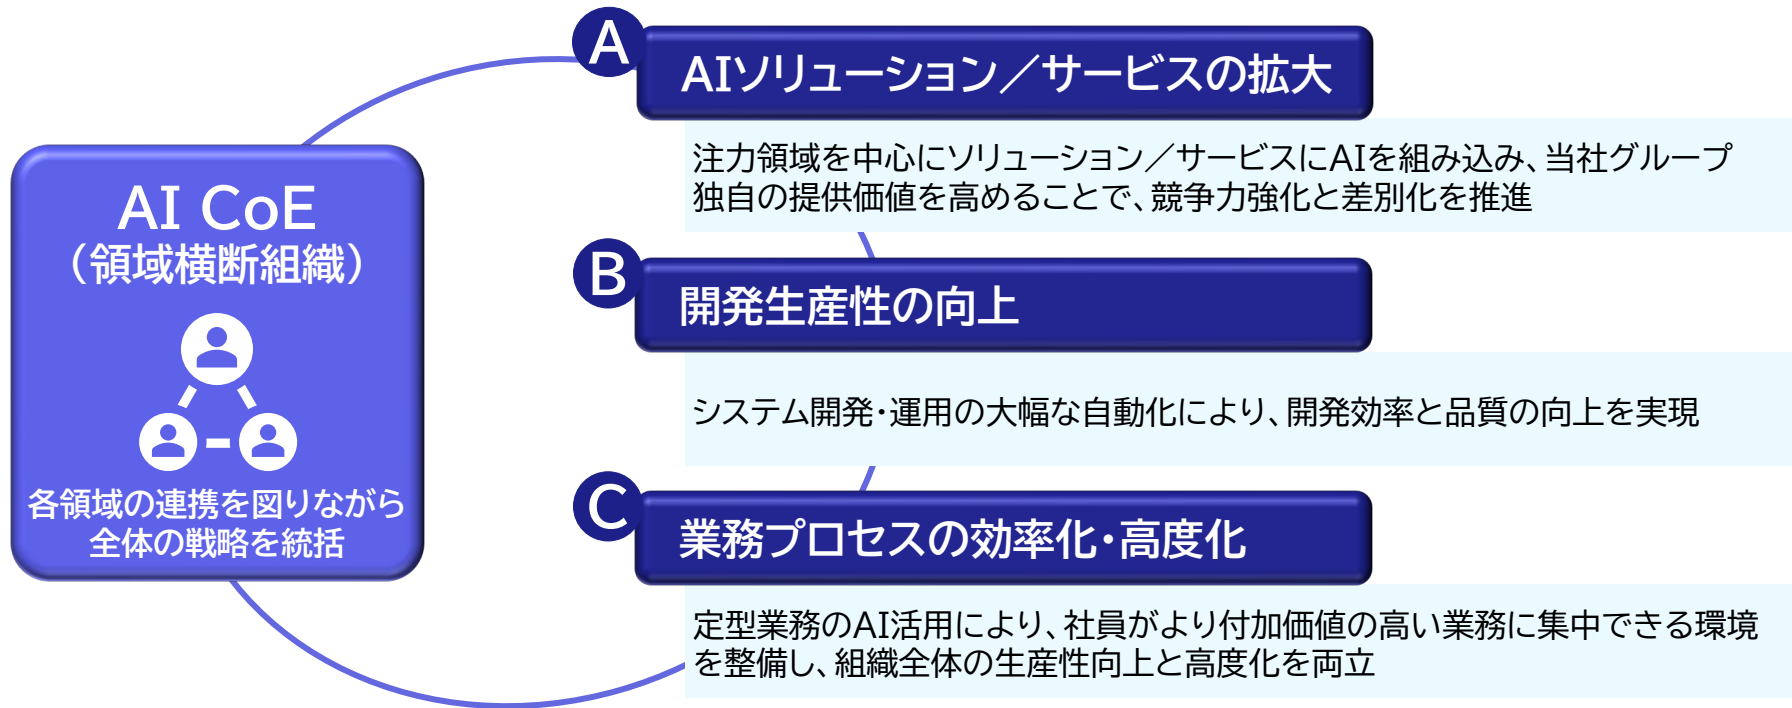 AI CoE
（領域横断組織）
各領域の連携を図りながら
全体の戦略を統括
A
AIソリューション／サービスの拡大
注力領域を中心にソリューション／サービスにAIを組み込み、当社グループ
独自の提供価値を高めることで、競争力強化と差別化を推進
B
開発生産性の向上
システム開発・運用の大幅な自動化により、開発効率と品質の向上を実現
C
業務プロセスの効率化・高度化
定型業務のAI活用により、社員がより付加価値の高い業務に集中できる環境
を整備し、組織全体の生産性向上と高度化を両立